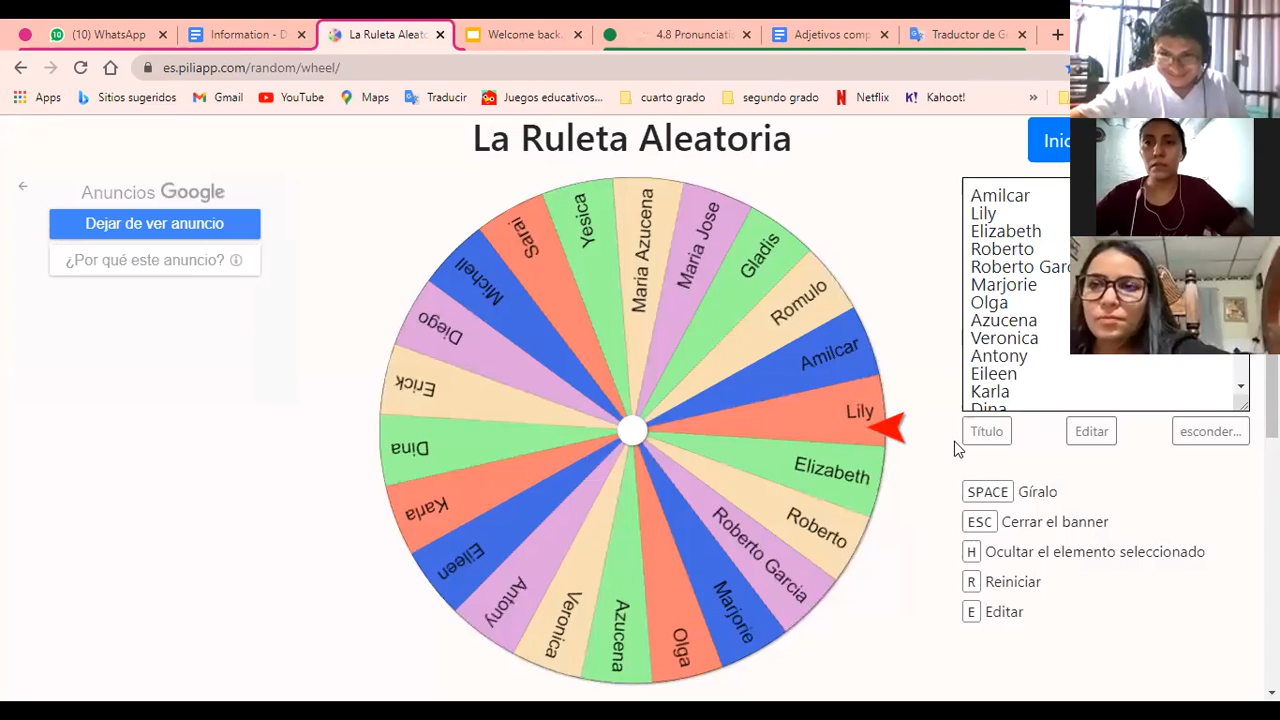 (10) WhatsApp
Information - D
La Ruleta Aleato
Welcome back
4.8 Pronunciati
Adjetivos comp
Traductor de G
es.piliapp.com/random/wheel/
Apps
Sitios sugeridos
Gmail
YouTube
Maps
Traducir
Juegos educativos...
cuarto grado
segundo grado
Netflix
Kahoot!
»
La Ruleta Aleatoria
Inic
Anuncios Google
Dejar de ver anuncio
¿Por qué este anuncio?
Yesica
Maria Azucena
Maria Jose
Gladis
Romulo
Amilcar
Lily
Elizabeth
Roberto
Roberto Garcia
Marjorie
Olga
Azucena
Veronica
Antony
Eileen
Karla
Dina
Erick
Diego
Michell
Sarai
Amilcar
Lily
Elizabeth
Roberto
Roberto Garc
Marjorie
Olga
Azucena
Veronica
Antony
Eileen
Karla
Dina
Título
Editar
esconder...
SPACE Gíralo
ESC Cerrar el banner
H Ocultar el elemento seleccionado
R Reiniciar
E Editar